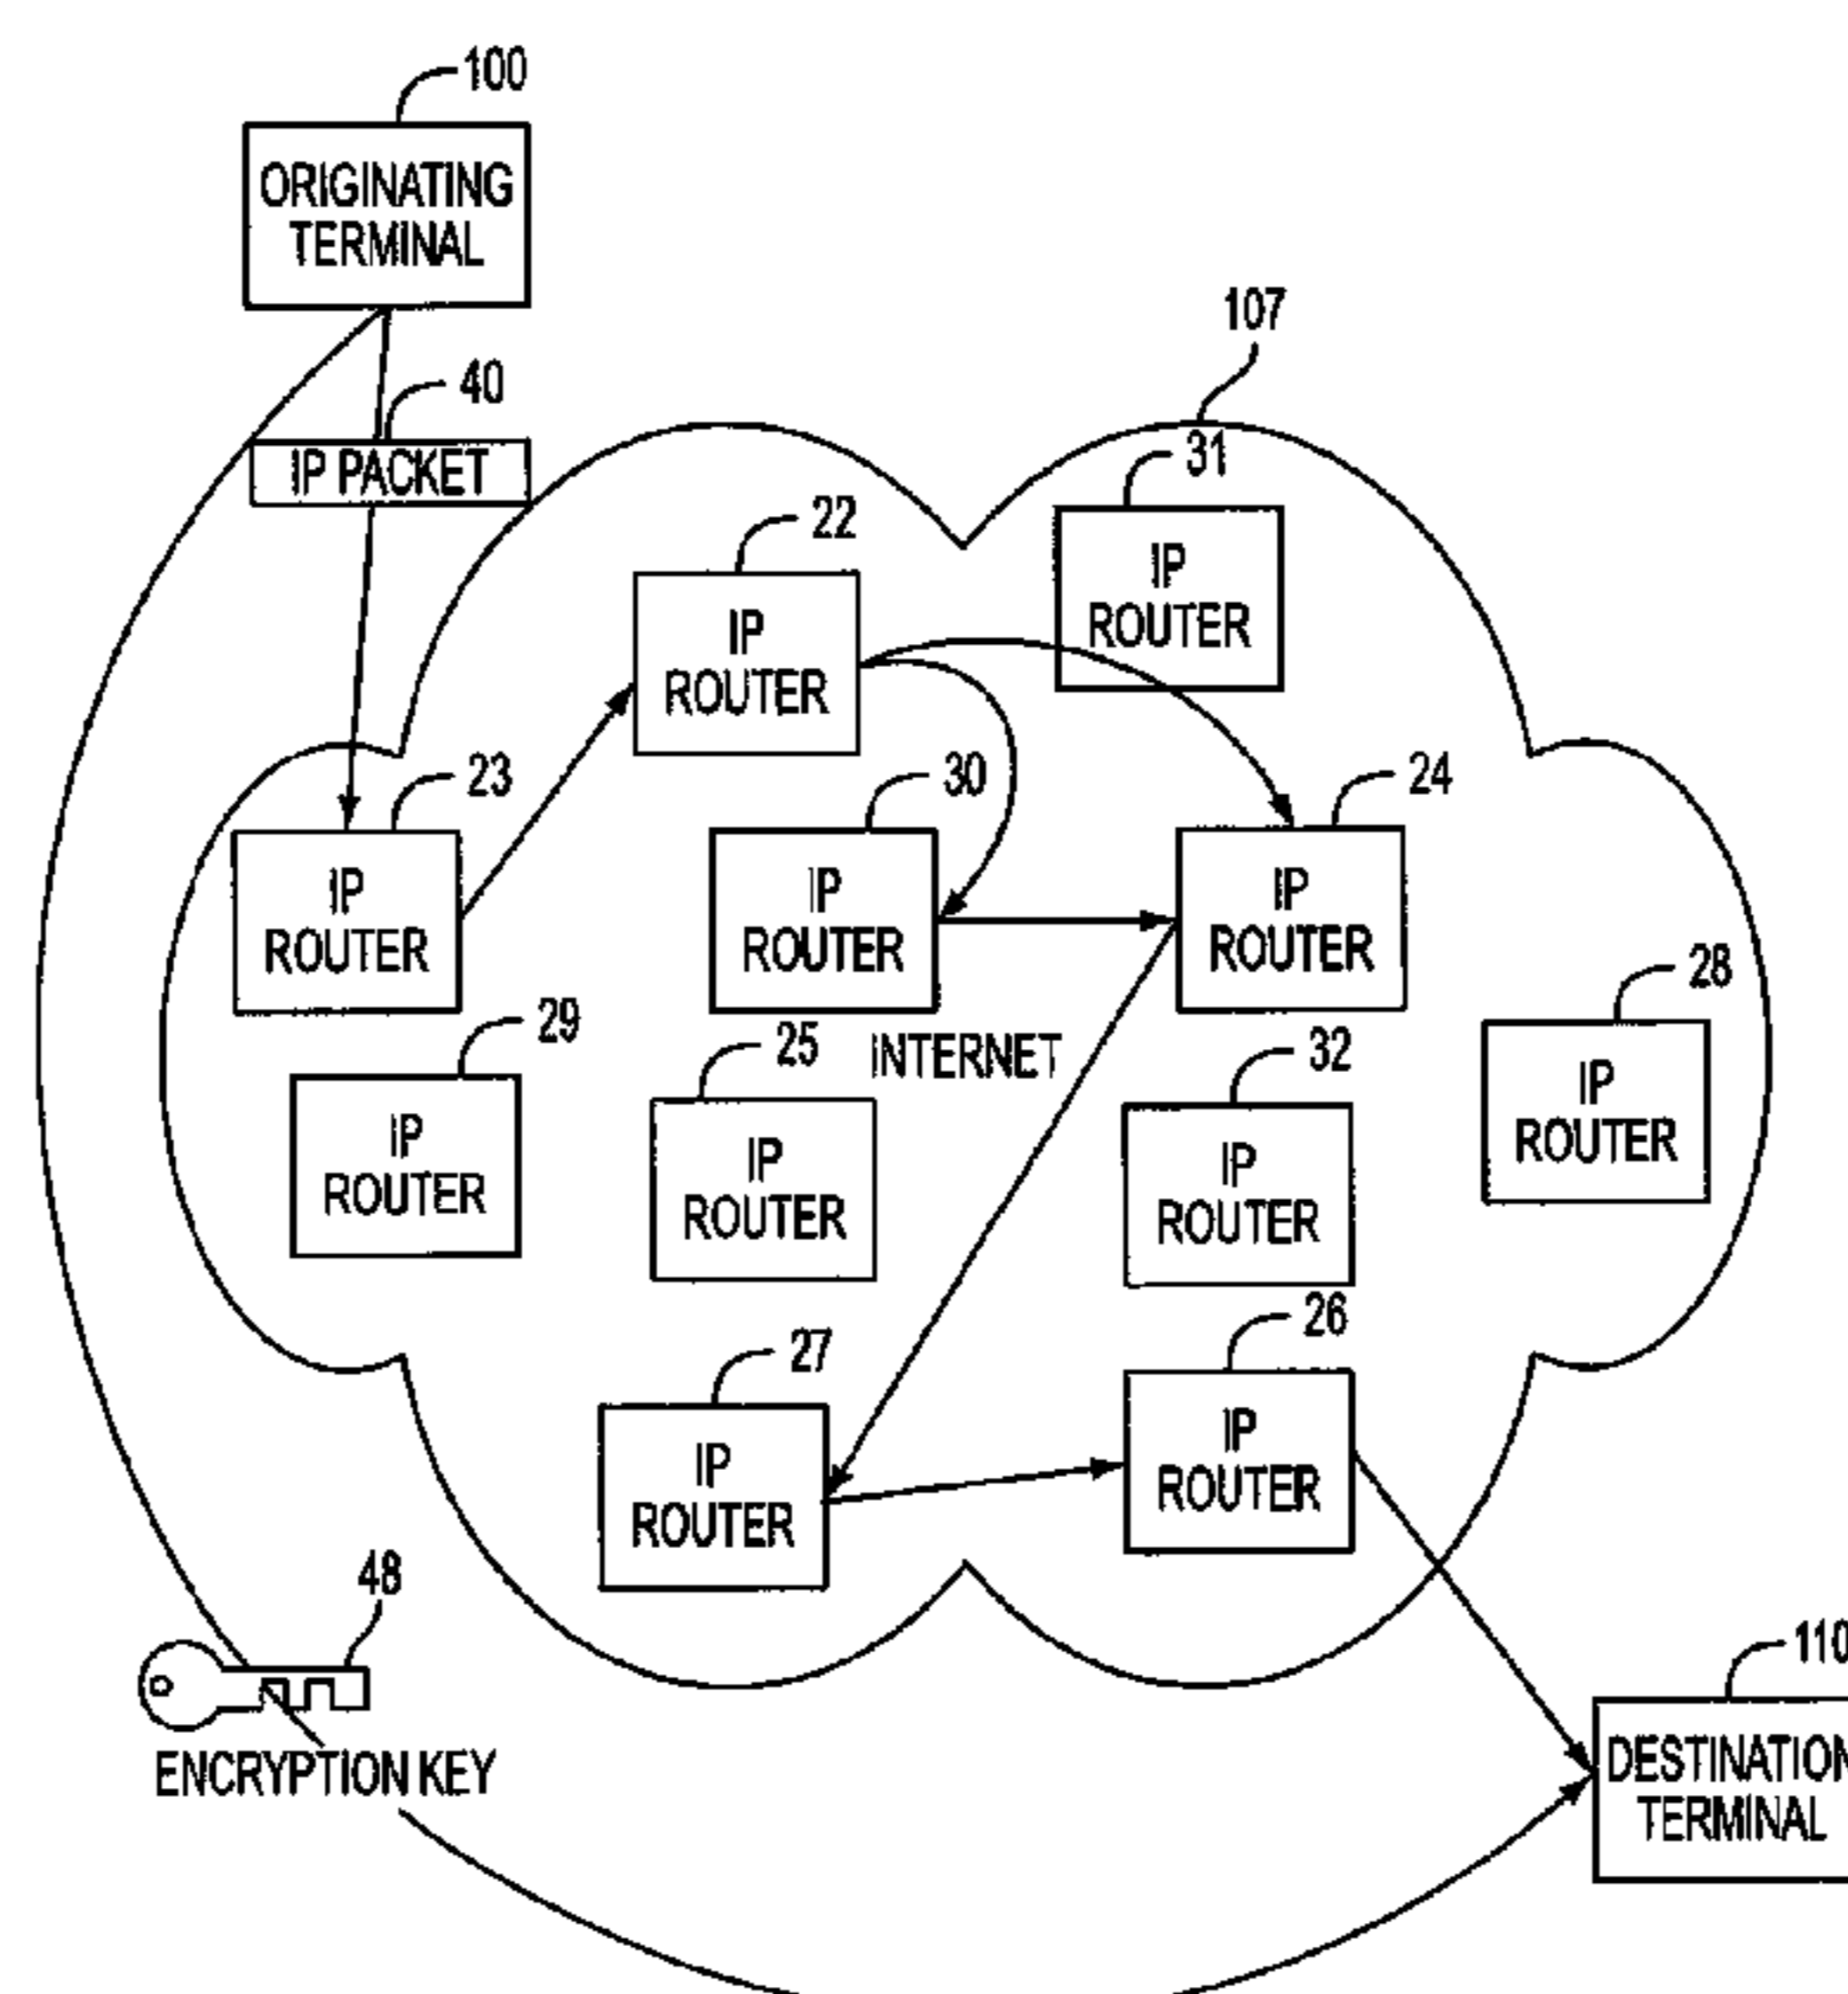 100
ORIGINATING
TERMINAL
107
40
IP PACKET
31
IP
ROUTER
22
IP
ROUTER
23
IP
ROUTER
30
IP
ROUTER
24
IP
ROUTER
28
IP
ROUTER
29
IP
ROUTER
25
IP
ROUTER
INTERNET
32
IP
ROUTER
26
IP
ROUTER
27
IP
ROUTER
48
ENCRYPTION KEY
110
DESTINATION
TERMINAL